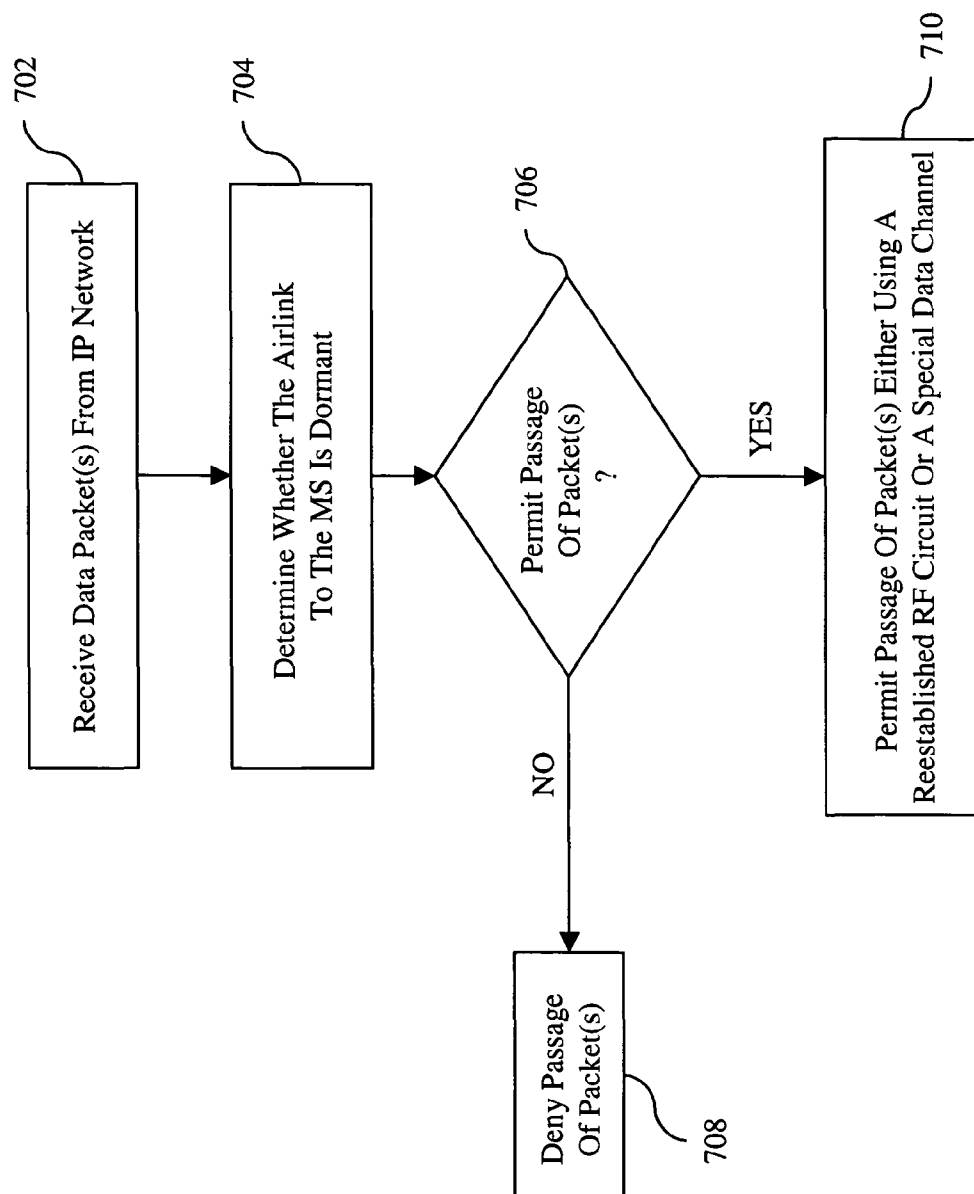 702
Receive Data Packet(s) From IP Network
704
Determine Whether The Airlink
To The MS Is Dormant
706
Permit Passage
Of Packet(s)
?
NO
YES
Deny Passage
Of Packet(s)
708
710
Permit Passage Of Packet(s) Either Using A
Reestablished RF Circuit Or A Special Data Channel